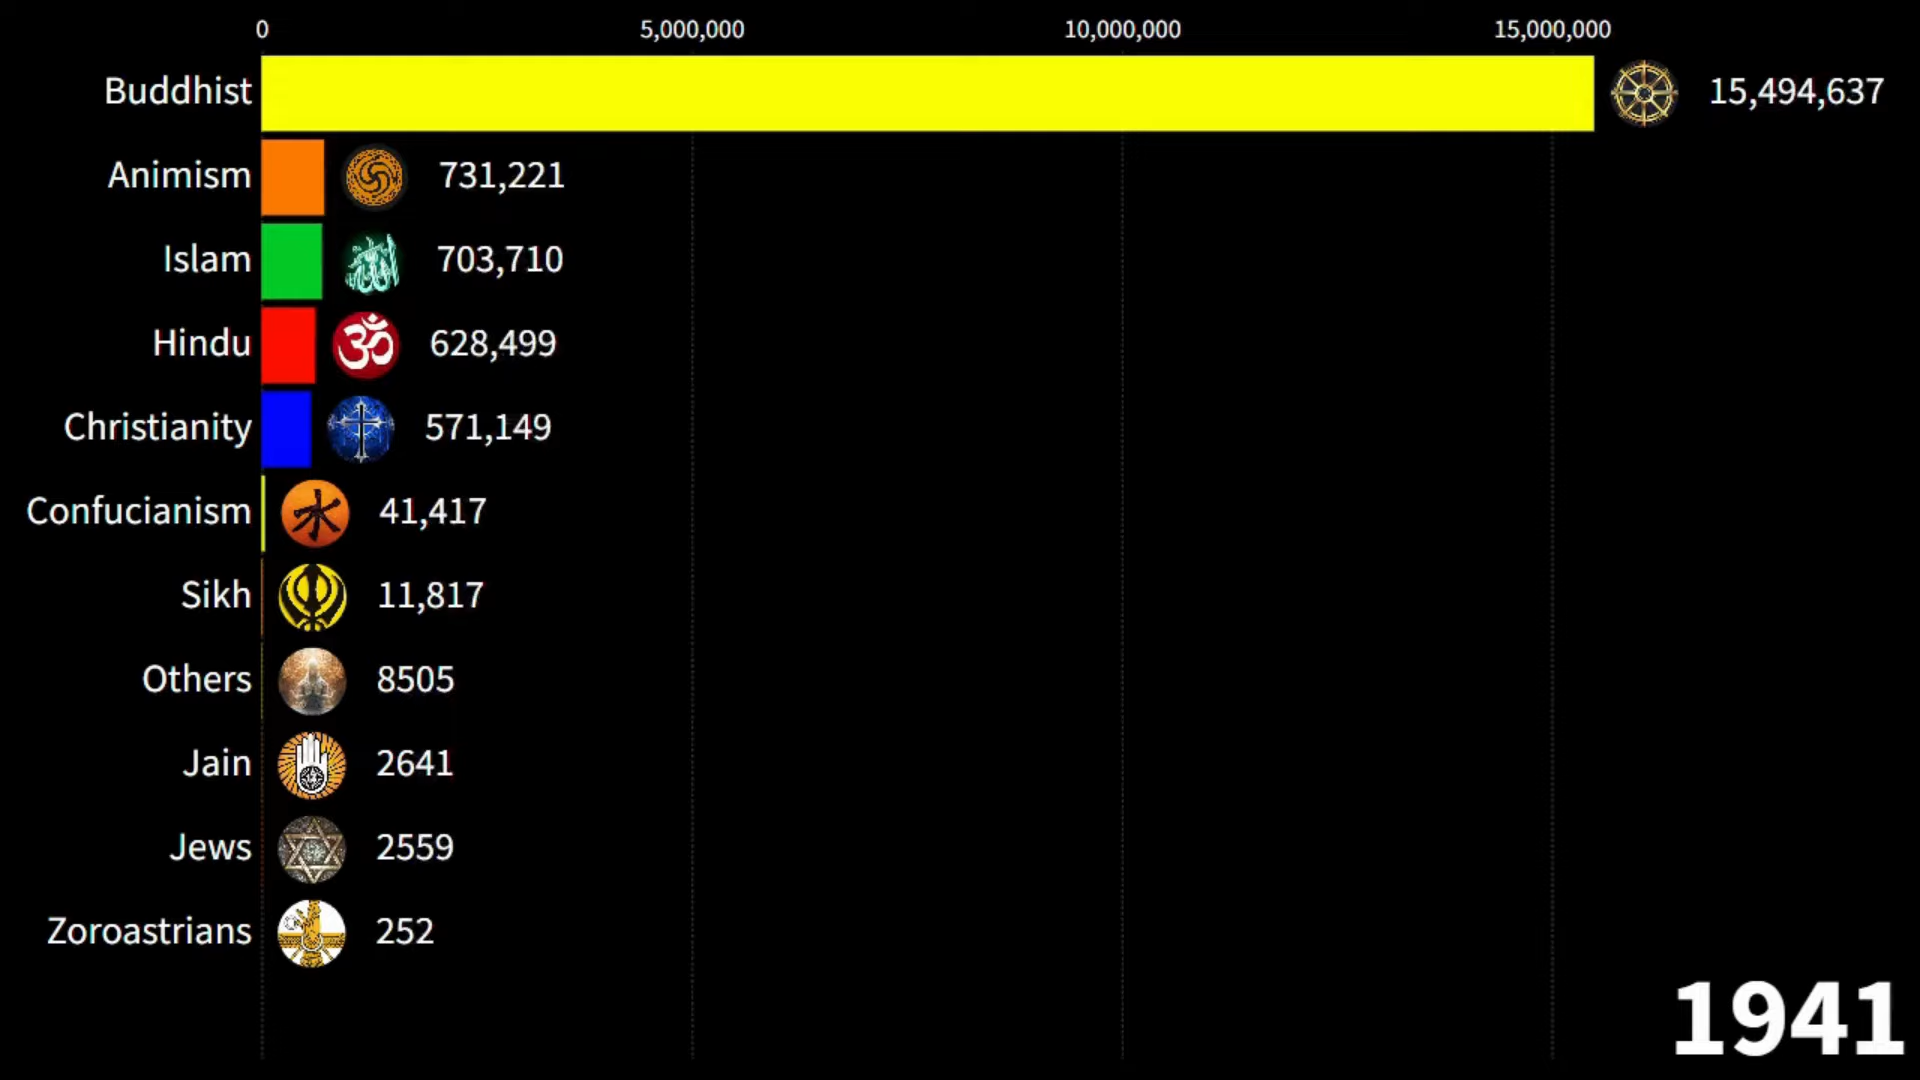 0 5,000,000 10,000,000 15,000,000
Buddhist 15,494,637
Animism 731,221
Islam الله 703,710
Hindu ॐ 628,499
Christianity 571,149
Confucianism 41,417
Sikh 11,817
Others 8505
Jain 2641
Jews 2559
Zoroastrians 252
1941